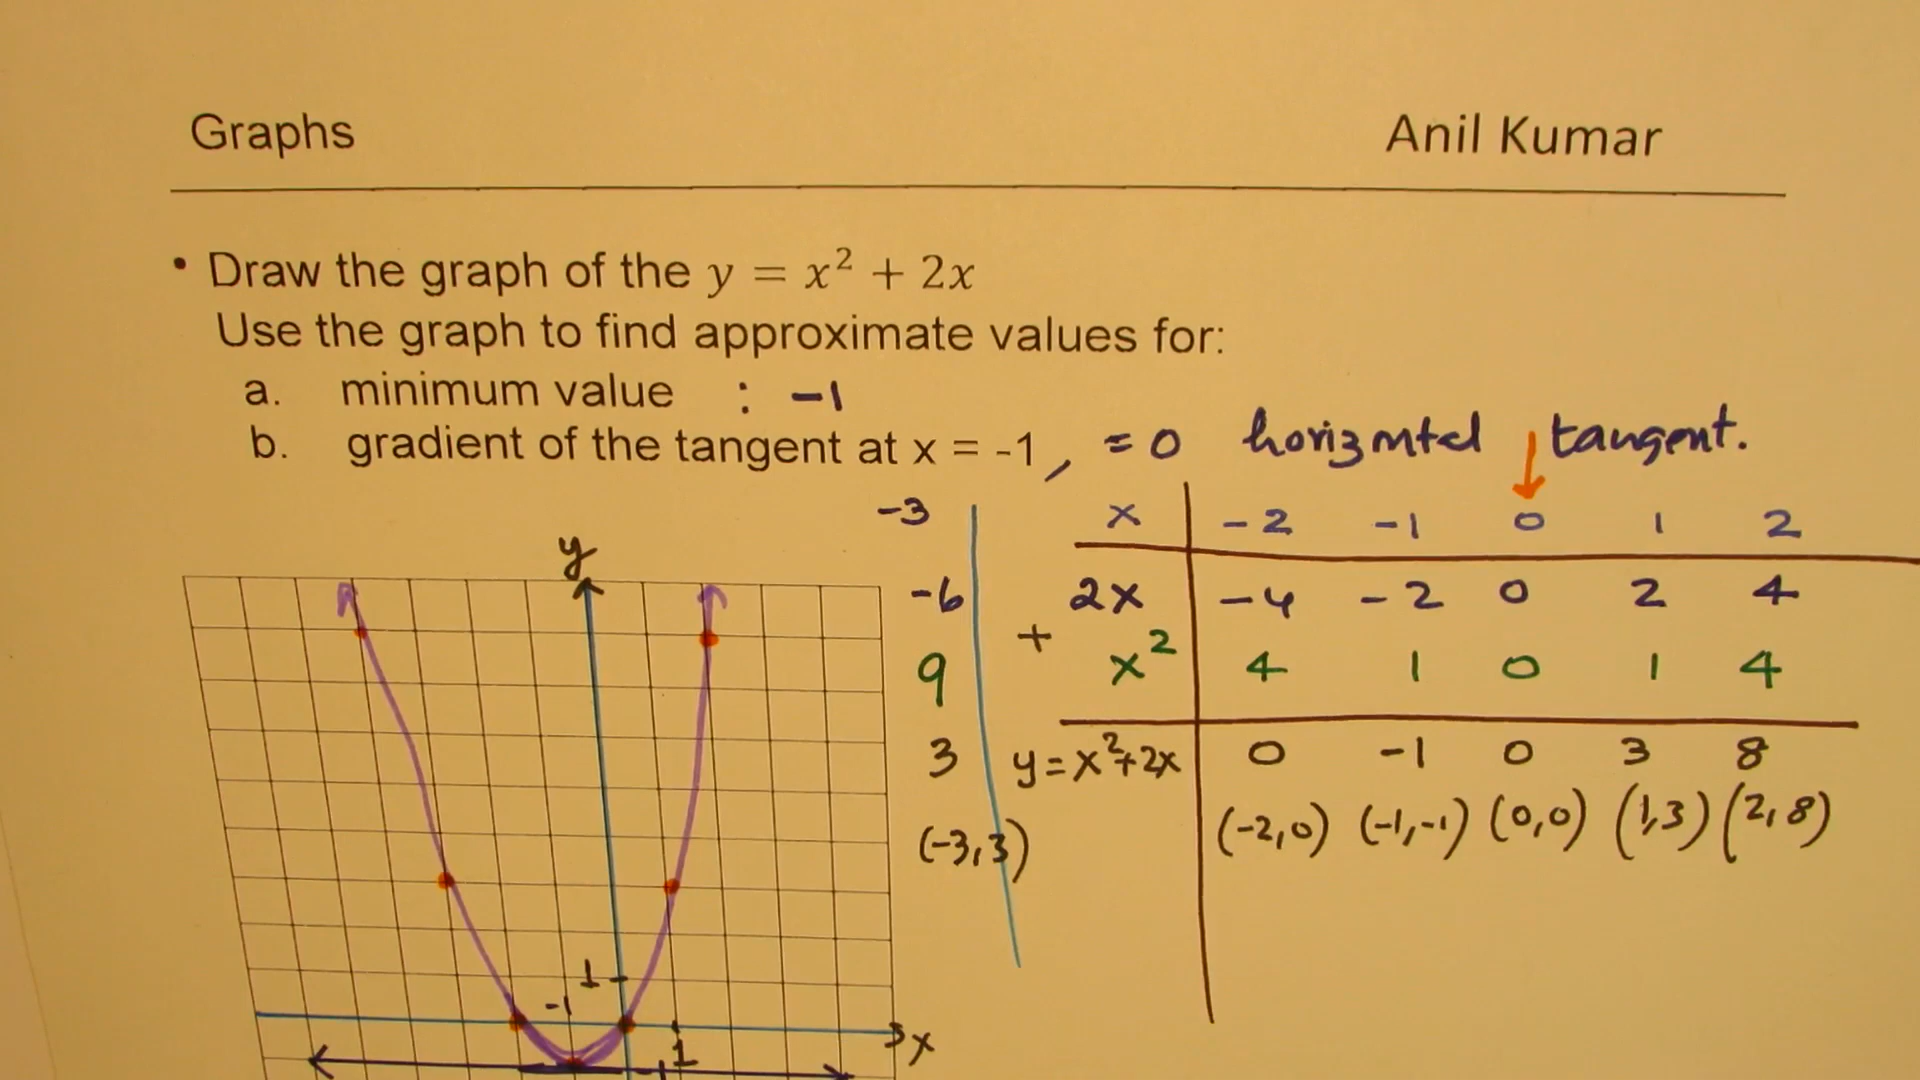 Graphs Anil Kumar
• Draw the graph of the y = x² + 2x
Use the graph to find approximate values for:
a. minimum value : -1
b. gradient of the tangent at x = -1, = 0 horizontal tangent.
-3 x -2 -1 0 1 2
y
-6 2x -4 -2 0 2 4
+
9 x² 4 1 0 1 4
3 y = x²+2x 0 -1 0 3 8
(-3,3) (-2,0) (-1,-1) (0,0) (1,3) (2,8)
1
-1
x
1
-1